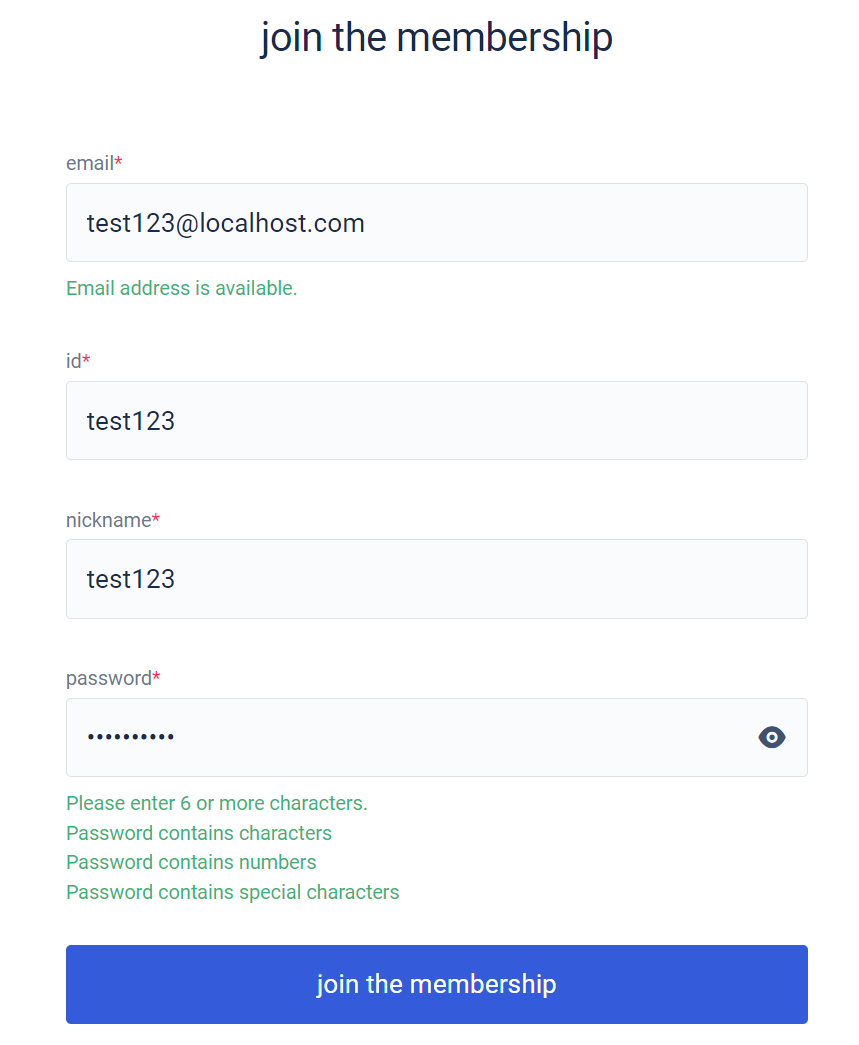 join the membership
email*
test123@localhost.com
Email address is available.
id*
test123
nickname*
test123
password*
••••••••••
Please enter 6 or more characters.
Password contains characters
Password contains numbers
Password contains special characters
join the membership